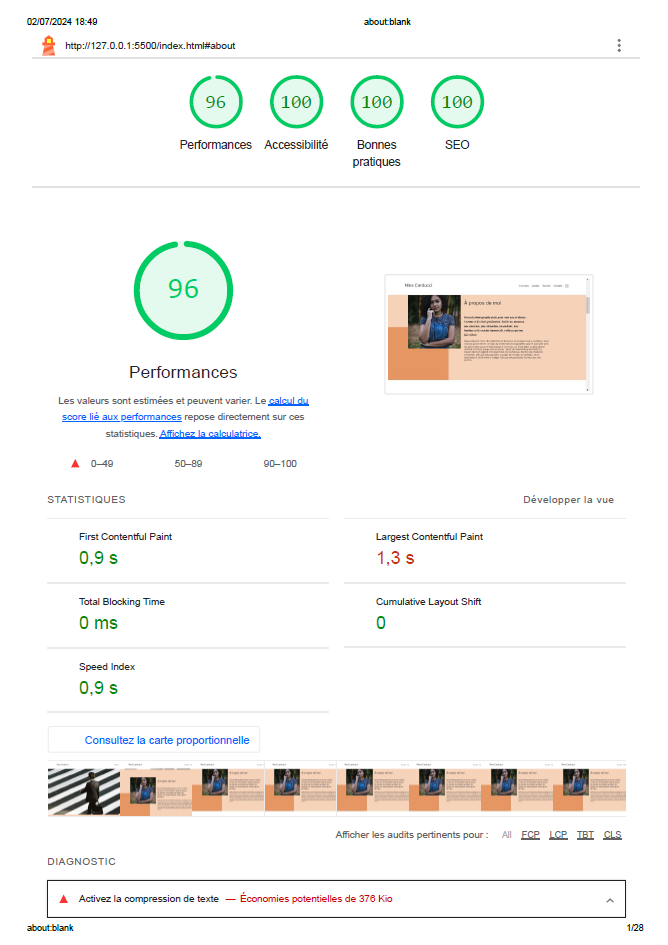 02/07/2024 18:49 about:blank
http://127.0.0.1:5500/index.html#about
96 100 100 100
Performances Accessibilité Bonnes pratiques SEO
96
Performances
Les valeurs sont estimées et peuvent varier. Le calcul du
score lié aux performances repose directement sur ces
statistiques. Affichez la calculatrice.
0–49 50–89 90–100
Nina Carducci
À propos de moi
STATISTIQUES Développer la vue
First Contentful Paint
0,9 s
Largest Contentful Paint
1,3 s
Total Blocking Time
0 ms
Cumulative Layout Shift
0
Speed Index
0,9 s
Consultez la carte proportionnelle
Afficher les audits pertinents pour : All FCP LCP TBT CLS
DIAGNOSTIC
Activez la compression de texte — Économies potentielles de 376 Kio
about:blank 1/28